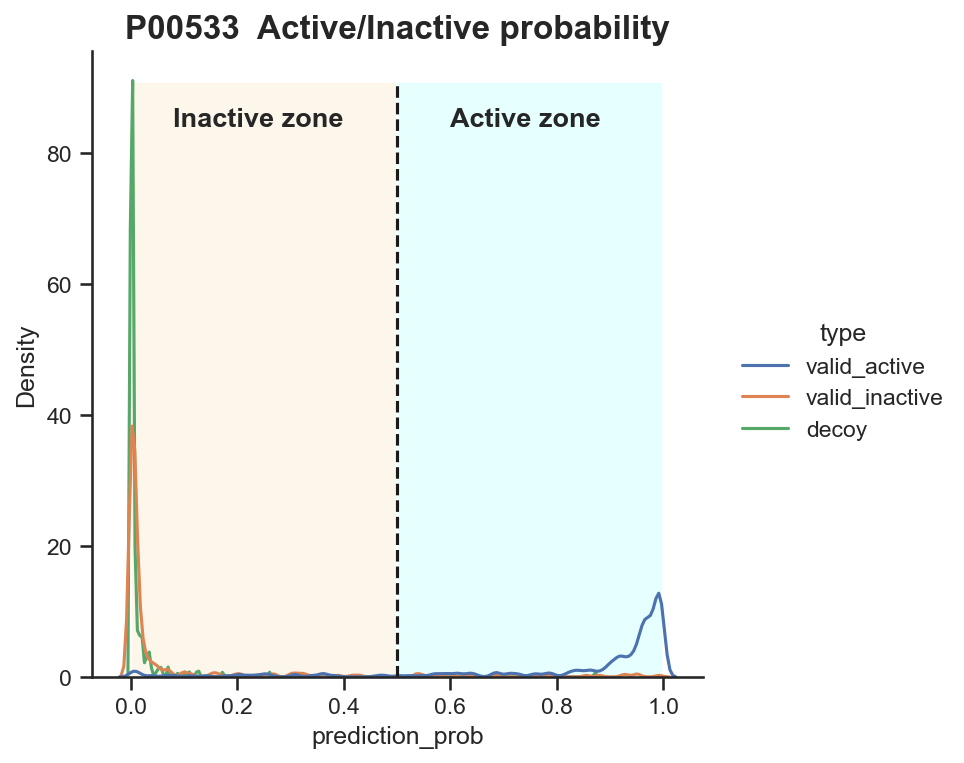 P00533  Active/Inactive probability
Inactive zone
Active zone
80
60
40
20
0
Density
0.0
0.2
0.4
0.6
0.8
1.0
prediction_prob
type
valid_active
valid_inactive
decoy